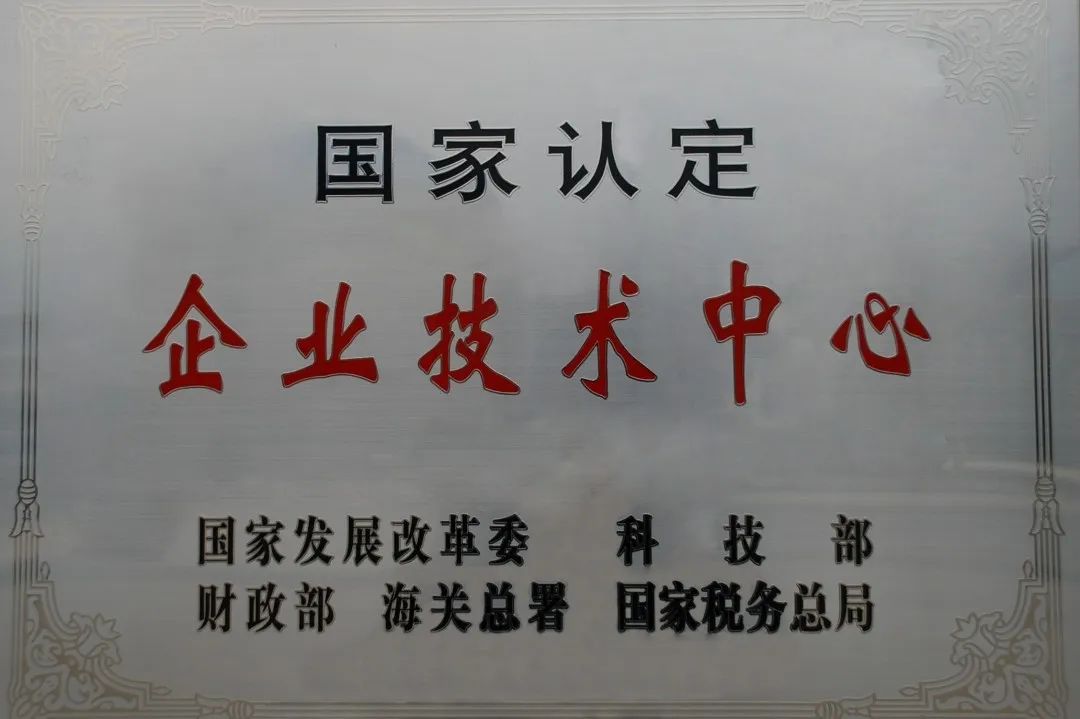 国家认定
企业技术中心
国家发展改革委 科技部
财政部 海关总署 国家税务总局